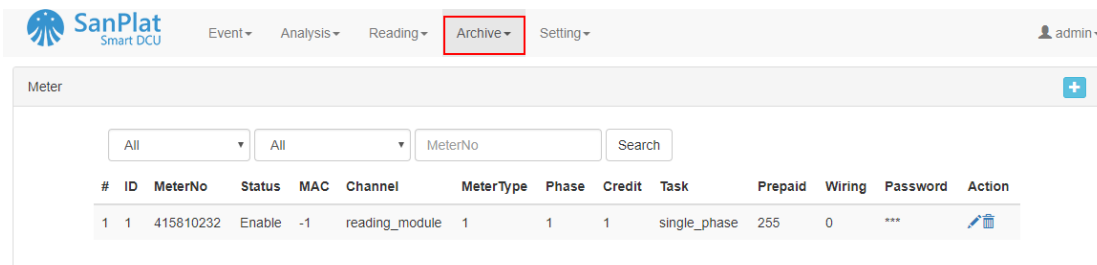 SanPlat
Smart DCU
Event Analysis Reading Archive Setting admin
Meter
All All MeterNo Search
# ID MeterNo Status MAC Channel MeterType Phase Credit Task Prepaid Wiring Password Action
1 1 415810232 Enable -1 reading_module 1 1 1 single_phase 255 0 ***